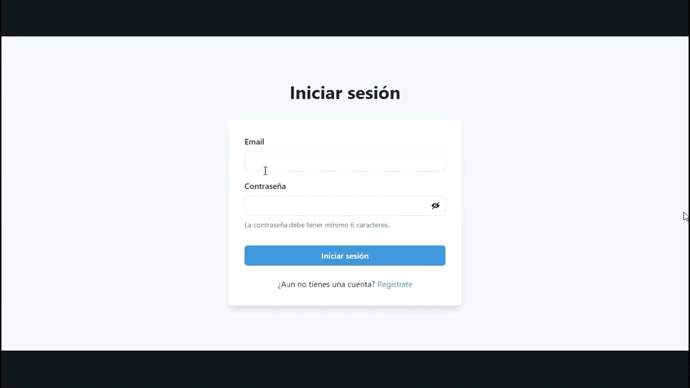 Iniciar sesión
Email
Contraseña
La contraseña debe tener mínimo 6 caracteres.
Iniciar sesión
¿Aun no tienes una cuenta? Registrate